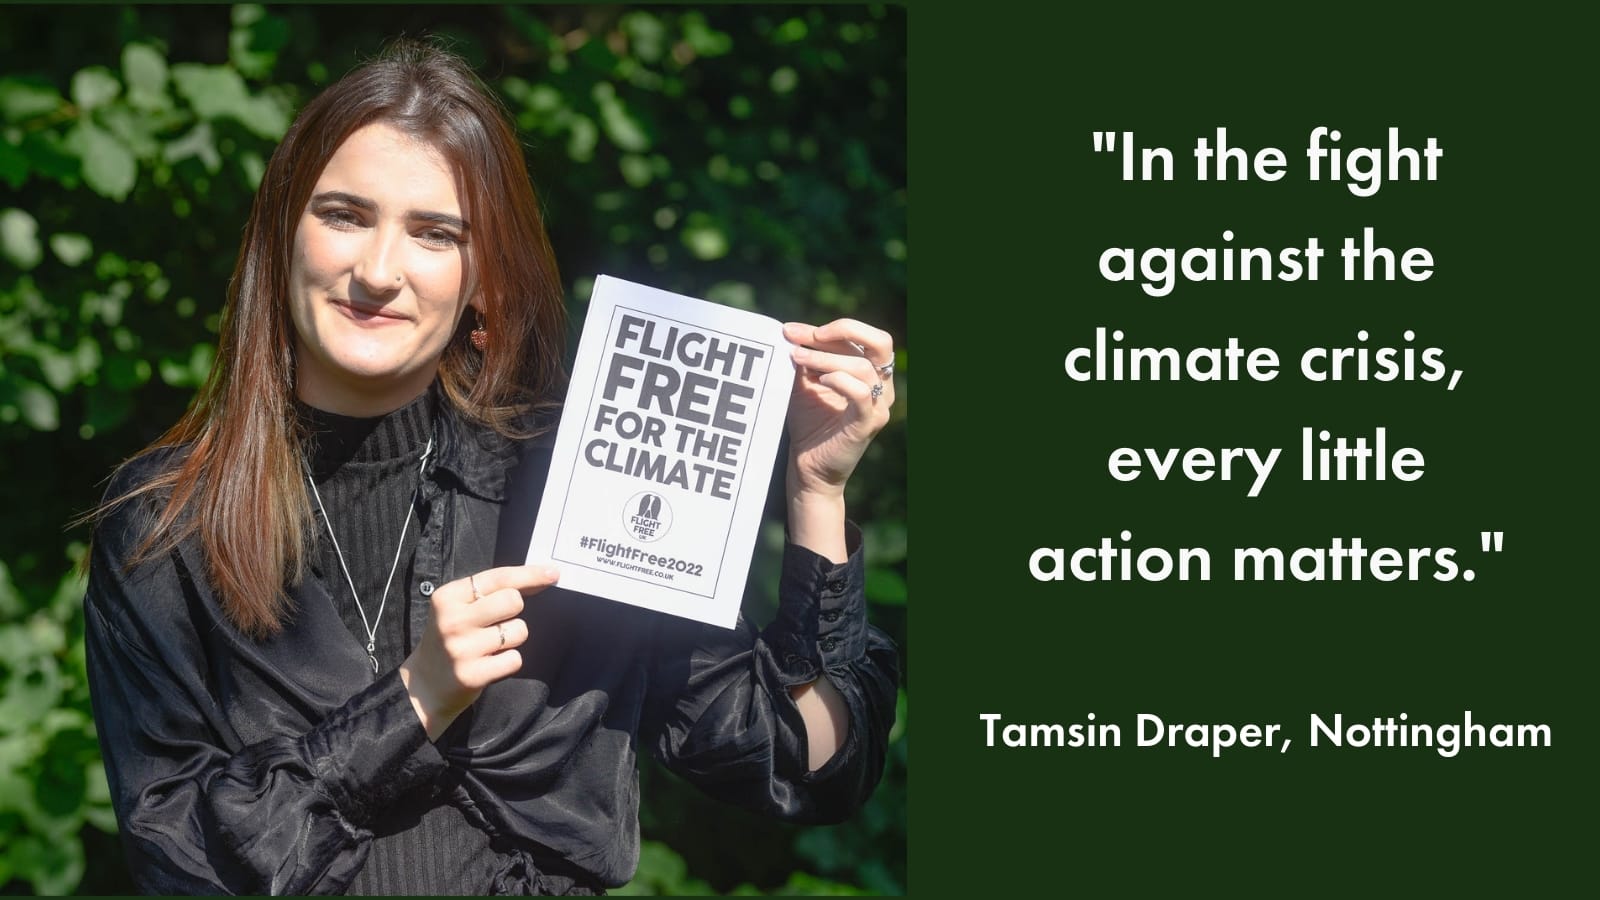 FLIGHT
FREE
FOR THE
CLIMATE
FLIGHT
FREE
UK
#FlightFree2022
WWW.FLIGHTFREE.CO.UK
"In the fight
against the
climate crisis,
every little
action matters."
Tamsin Draper, Nottingham